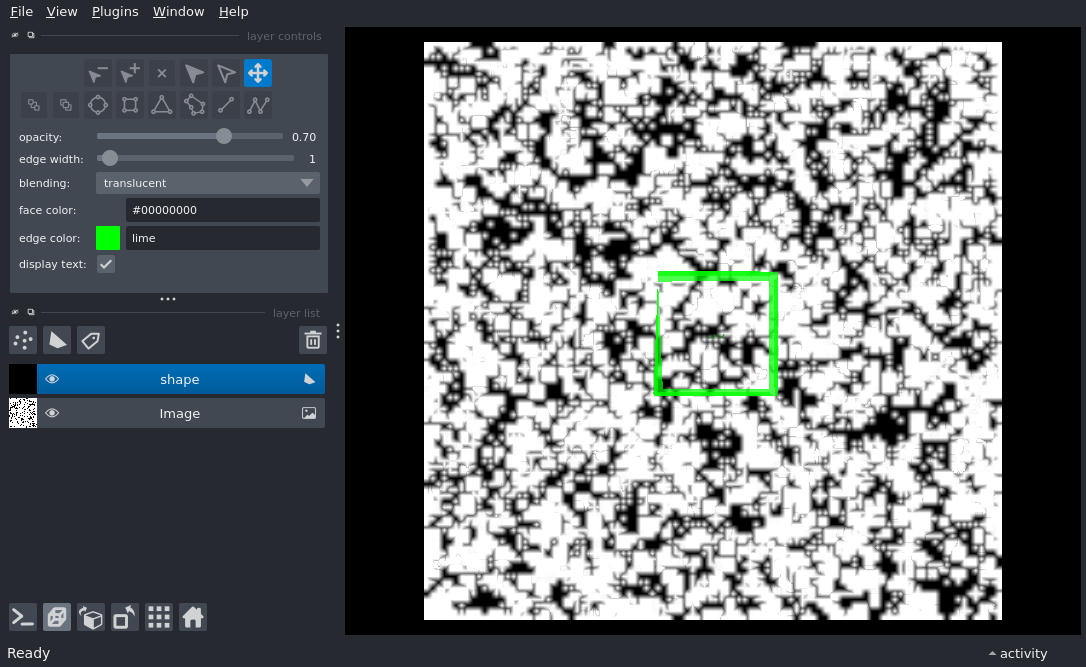 File View Plugins Window Help
layer controls
opacity: 0.70
edge width: 1
blending: translucent
face color: #00000000
edge color: lime
display text:
layer list
shape
Image
Ready
activity